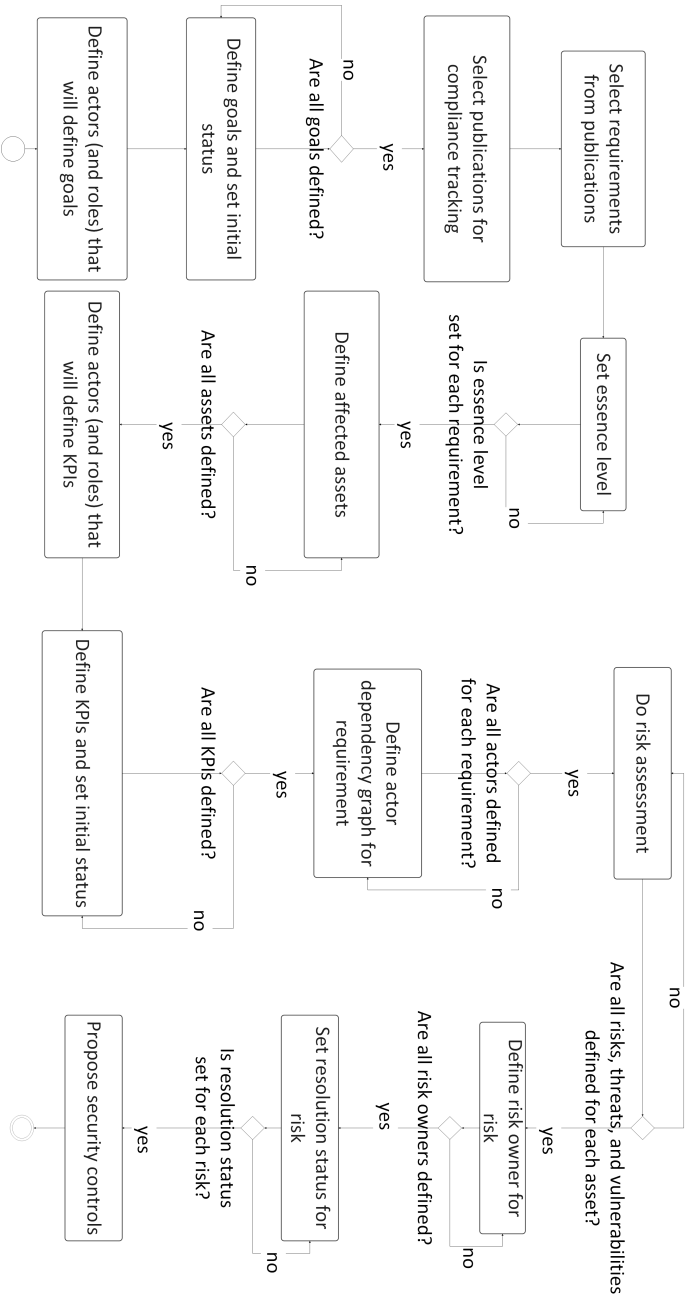 Define actors (and roles) that
will define goals
Define goals and set initial
status
Are all goals defined?
no
yes
Select publications for
compliance tracking
Select requirements
from publications
Set essence level
Is essence level
set for each requirement?
no
yes
Define affected assets
Are all assets defined?
no
yes
Define actors (and roles) that
will define KPIs
Define KPIs and set initial status
Are all KPIs defined?
no
yes
Define actor
dependency graph for
requirement
Are all actors defined
for each requirement?
no
yes
Do risk assessment
Are all risks, threats, and vulnerabilities
defined for each asset?
no
yes
Define risk owner for
risk
Are all risk owners defined?
no
yes
Set resolution status for
risk
Is resolution status
set for each risk?
no
yes
Propose security controls